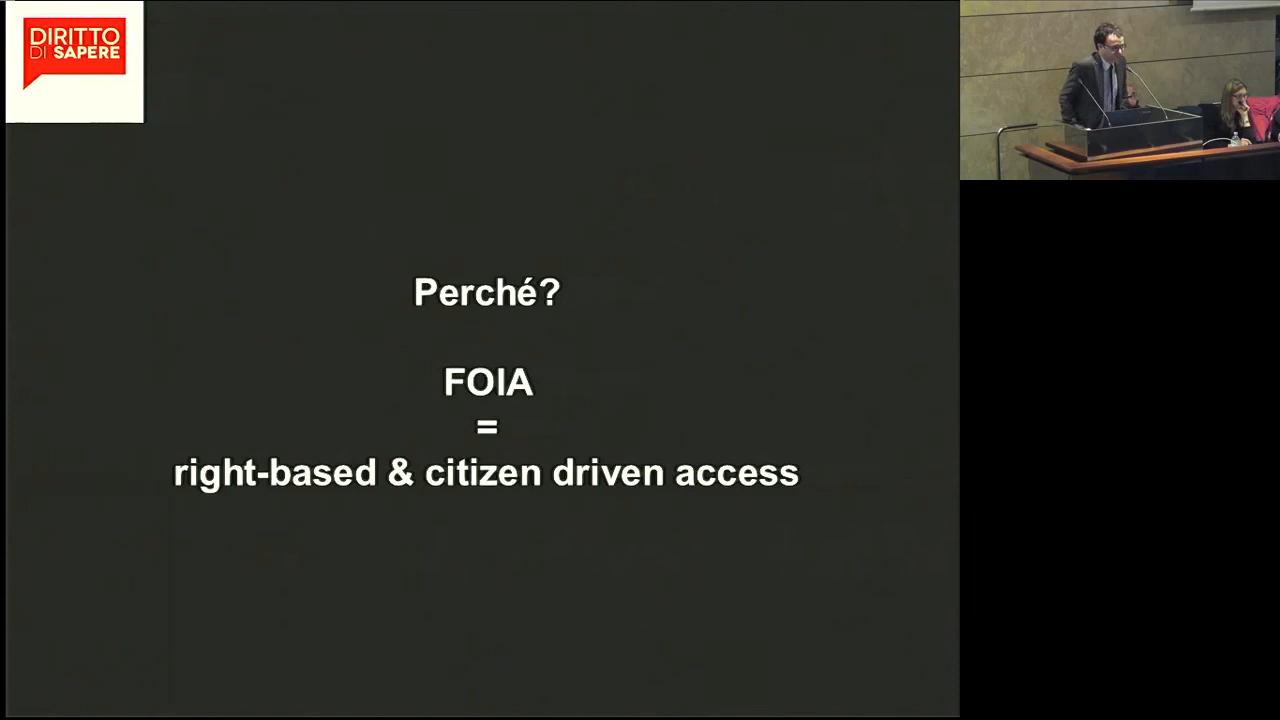 DIRITTO
DI SAPERE
Perché?
FOIA
=
right-based & citizen driven access